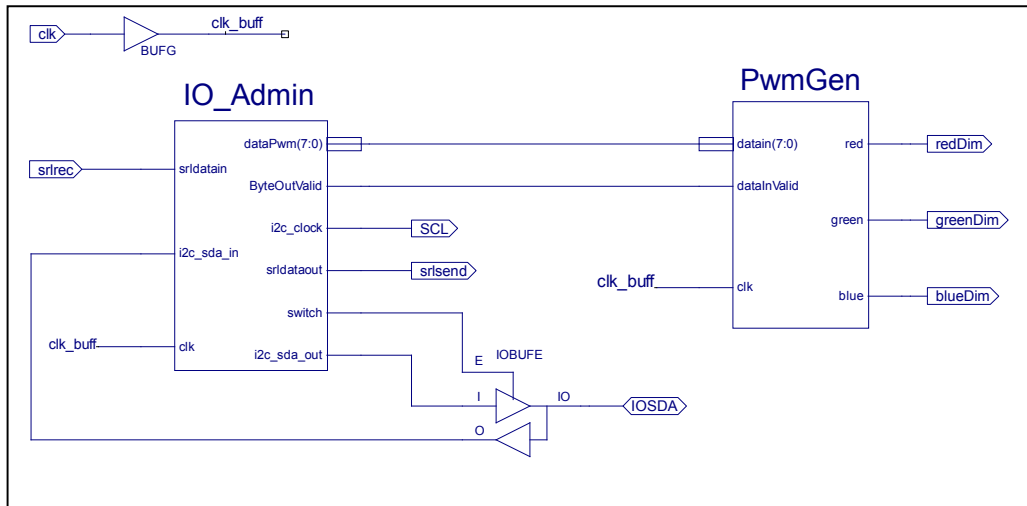 clk
BUFG
clk_buff
IO_Admin
PwmGen
srlrec
srldatain
i2c_sda_in
clk_buff
clk
dataPwm(7:0)
ByteOutValid
i2c_clock
srldataout
switch
i2c_sda_out
SCL
srlsend
E
IOBUFE
I
IO
O
IOSDA
datain(7:0)
dataInValid
clk_buff
clk
red
green
blue
redDim
greenDim
blueDim